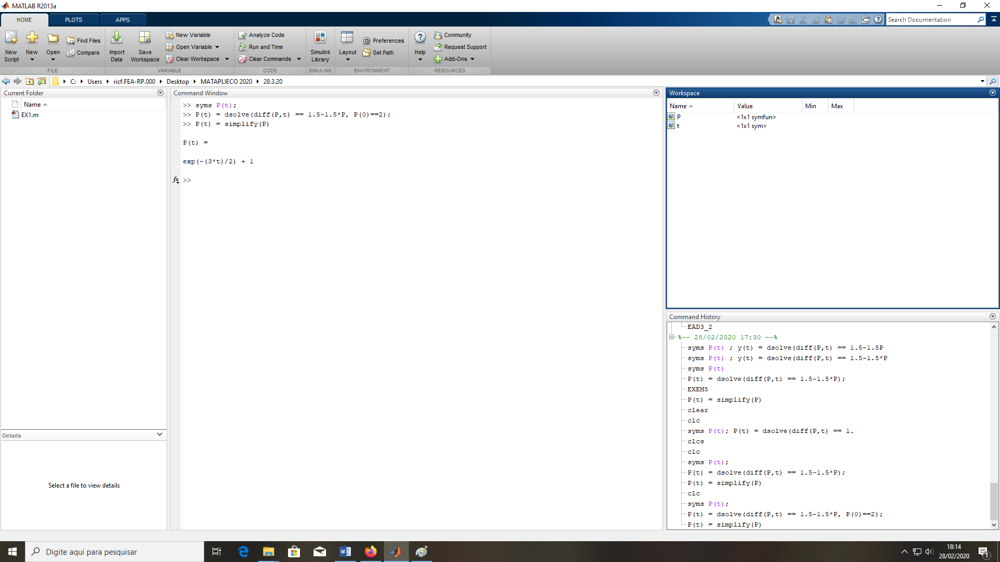 MATLAB R2013a
HOME PLOTS APPS
Search Documentation
New Script
New
Open
Find Files
Compare
Import Data
Save Workspace
New Variable
Open Variable
Clear Workspace
Analyze Code
Run and Time
Clear Commands
Simulink Library
Layout
Preferences
Set Path
Help
Community
Request Support
Add-Ons
FILE VARIABLE CODE SIMULINK ENVIRONMENT RESOURCES
C: Users ricf.FEA-RP.000 Desktop MATAPLIECO 2020 28.3.20
Current Folder
Name
EX1.m
Details
Select a file to view details
Command Window
>> syms P(t);
>> P(t) = dsolve(diff(P,t) == 1.5-1.5*P, P(0)==2);
>> P(t) = simplify(P)
P(t) =
exp(-(3*t)/2) + 1
fx >>
Workspace
Name Value Min Max
P <1x1 symfun>
t <1x1 sym>
Command History
EAD3_2
%-- 28/02/2020 17:30 --%
syms P(t) ; y(t) = dsolve(diff(P,t) == 1.5-1.5P
syms P(t) ; y(t) = dsolve(diff(P,t) == 1.5-1.5*P
syms P(t)
P(t) = dsolve(diff(P,t) == 1.5-1.5*P);
EXEM5
P(t) = simplify(P)
clear
clc
syms P(t); P(t) = dsolve(diff(P,t) == 1.
clcs
clc
syms P(t);
P(t) = dsolve(diff(P,t) == 1.5-1.5*P);
P(t) = simplify(P)
clc
syms P(t);
P(t) = dsolve(diff(P,t) == 1.5-1.5*P, P(0)==2);
P(t) = simplify(P)
Digite aqui para pesquisar
18:14
28/02/2020
1